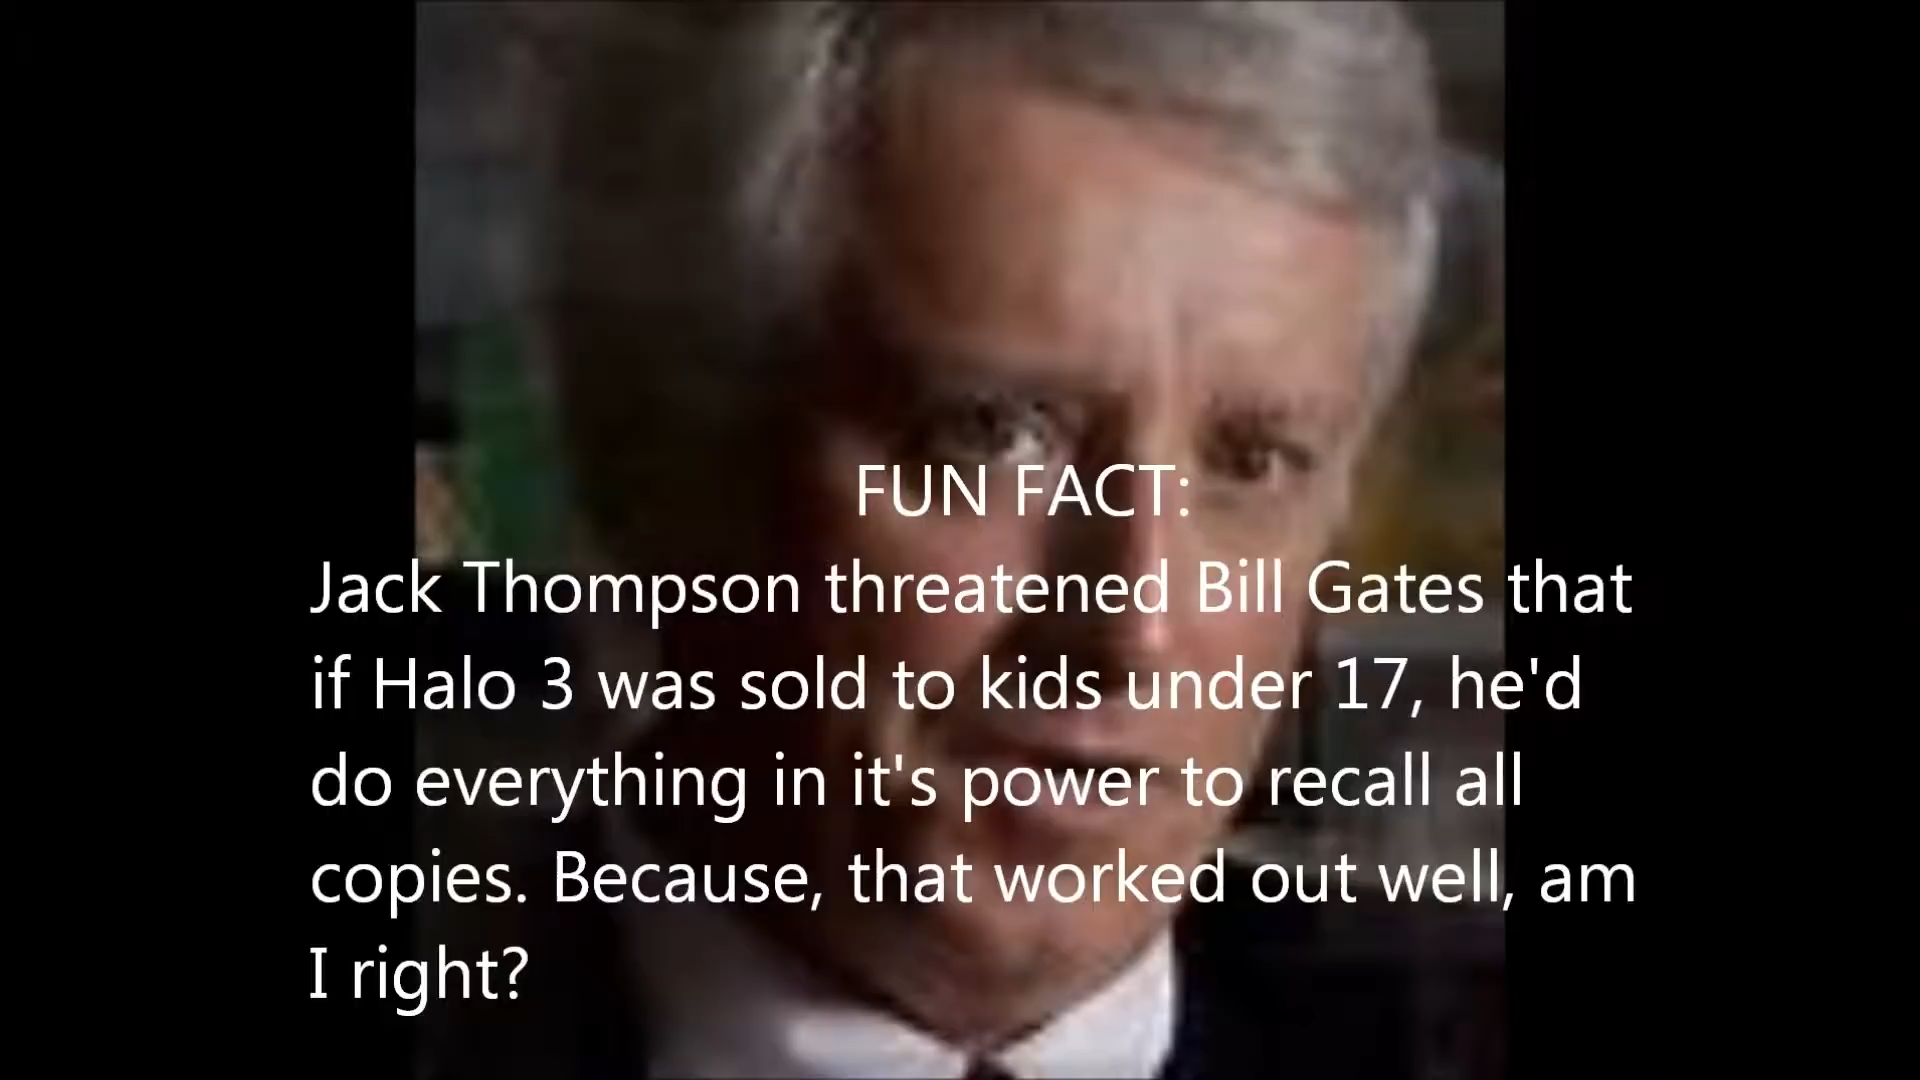 FUN FACT:
Jack Thompson threatened Bill Gates that
if Halo 3 was sold to kids under 17, he'd
do everything in it's power to recall all
copies. Because, that worked out well, am
I right?